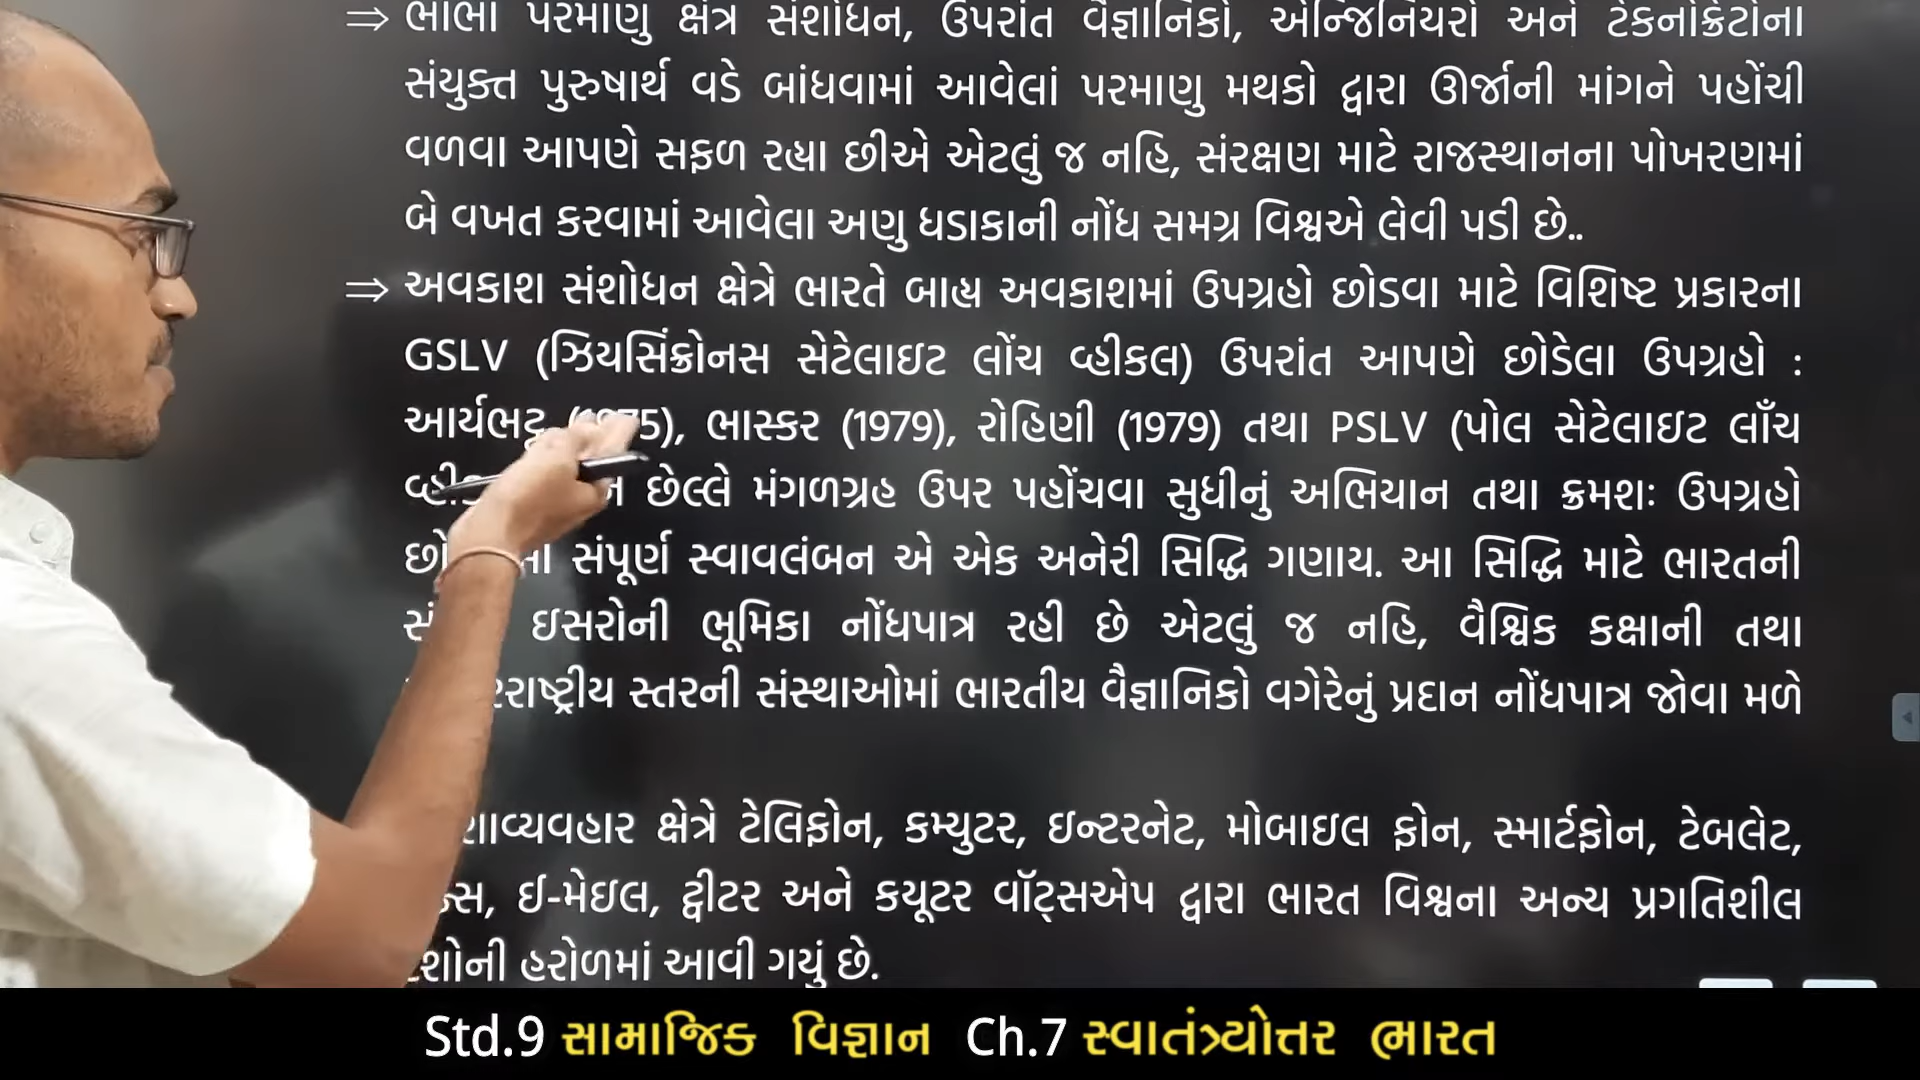 ⇒ ભાભા પરમાણુ ક્ષેત્ર સંશોધન, ઉપરાંત વૈજ્ઞાનિકો, એન્જિનિયરો અને ટેકનોક્રેટોના
સંયુક્ત પુરુષાર્થ વડે બાંધવામાં આવેલાં પરમાણુ મથકો દ્વારા ઊર્જાની માંગને પહોંચી
વળવા આપણે સફળ રહ્યા છીએ એટલું જ નહિ, સંરક્ષણ માટે રાજસ્થાનના પોખરણમાં
બે વખત કરવામાં આવેલા અણુ ધડાકાની નોંધ સમગ્ર વિશ્વએ લેવી પડી છે..
⇒ અવકાશ સંશોધન ક્ષેત્રે ભારતે બાહ્ય અવકાશમાં ઉપગ્રહો છોડવા માટે વિશિષ્ટ પ્રકારના
GSLV (ઝિયસિંક્રોનસ સેટેલાઇટ લોંચ વ્હીકલ) ઉપરાંત આપણે છોડેલા ઉપગ્રહો :
આર્યભટ્ટ (1975), ભાસ્કર (1979), રોહિણી (1979) તથા PSLV (પોલ સેટેલાઇટ લૉંચ
છેલ્લે મંગળગ્રહ ઉપર પહોંચવા સુધીનું અભિયાન તથા ક્રમશઃ ઉપગ્રહો
સંપૂર્ણ સ્વાવલંબન એ એક અનેરી સિદ્ધિ ગણાય. આ સિદ્ધિ માટે ભારતની
ઇસરોની ભૂમિકા નોંધપાત્ર રહી છે એટલું જ નહિ, વૈશ્વિક કક્ષાની તથા
સ્તરની સંસ્થાઓમાં ભારતીય વૈજ્ઞાનિકો વગેરેનું પ્રદાન નોંધપાત્ર જોવા મળે
ક્ષેત્રે ટેલિફોન, કમ્યુટર, ઇન્ટરનેટ, મોબાઇલ ફોન, સ્માર્ટફોન, ટેબલેટ,
ઈ-મેઇલ, ટ્વીટર અને કયૂટર વૉટ્સએપ દ્વારા ભારત વિશ્વના અન્ય પ્રગતિશીલ
હરોળમાં આવી ગયું છે.
Std.9 સામાજિક વિજ્ઞાન Ch.7 સ્વાતંત્ર્યોત્તર ભારત